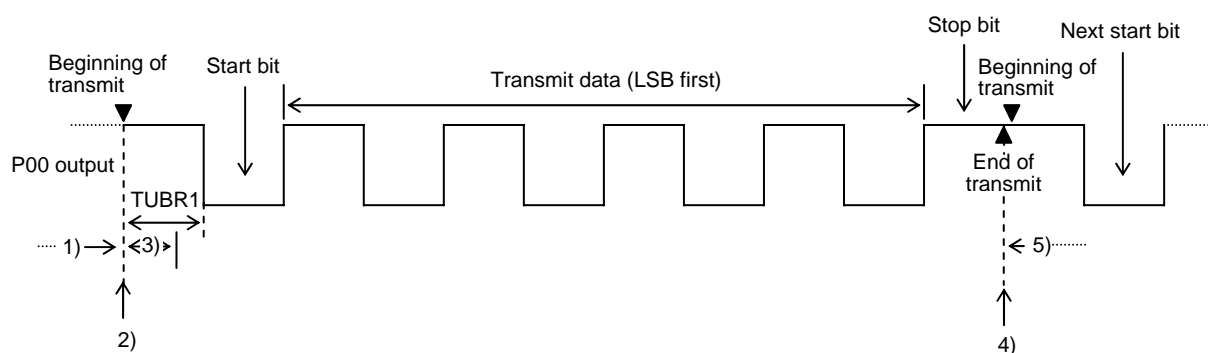 Stop bit
Next start bit
Beginning of
transmit
Start bit
Transmit data (LSB first)
Beginning of
transmit
P00 output
End of
transmit
TUBR1
1)
3)
5)
2)
4)